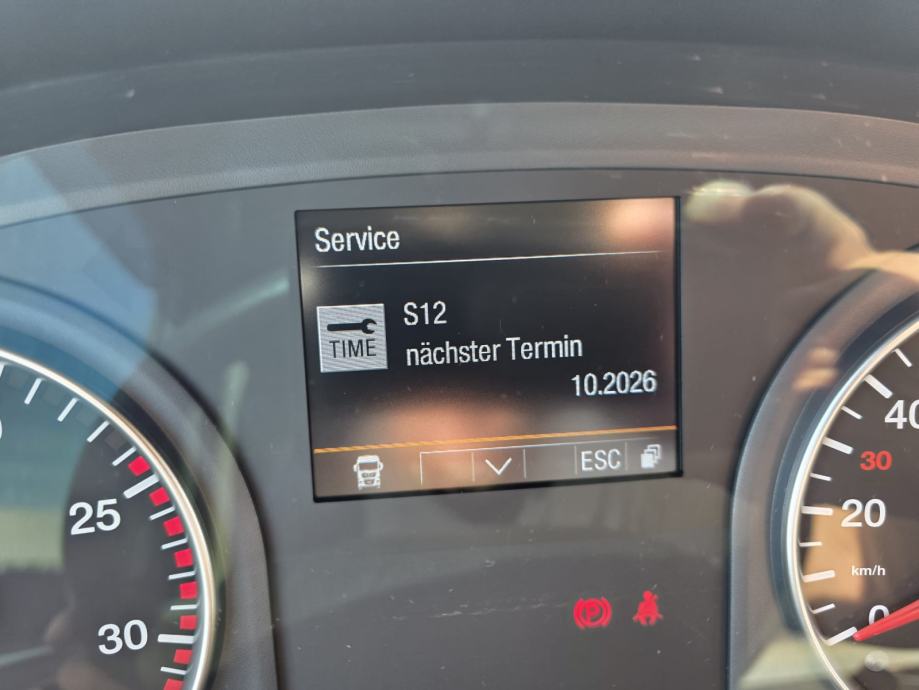 Service
S12
TIME
nächster Termin
10.2026
ESC
25
30
40
30
20
km/h
0
P